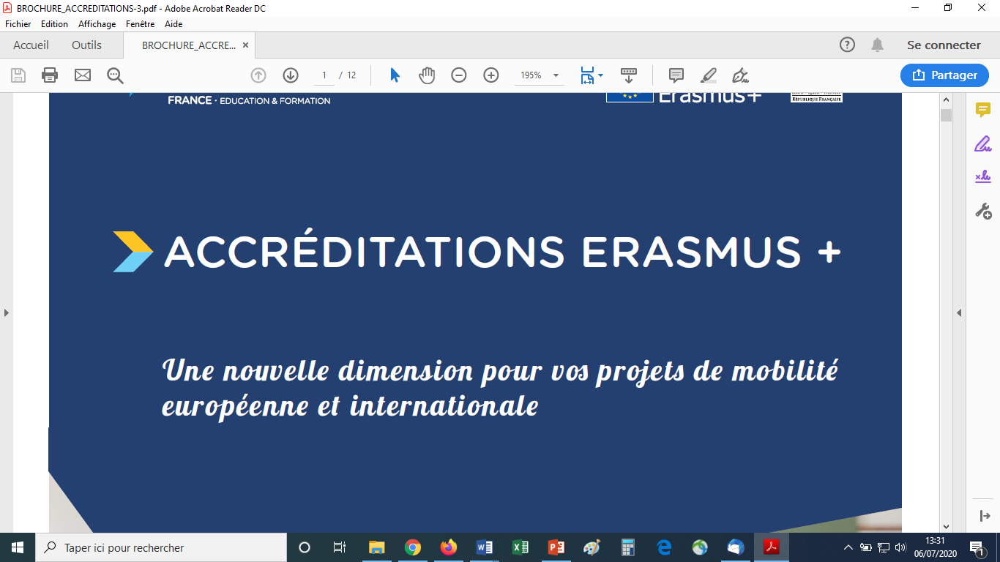 BROCHURE_ACCREDITATIONS-3.pdf - Adobe Acrobat Reader DC
Fichier Edition Affichage Fenêtre Aide
Accueil Outils BROCHURE_ACCRE... × Se connecter
1 / 12 195% Partager
FRANCE · EDUCATION & FORMATION Erasmus+ RÉPUBLIQUE FRANÇAISE
ACCRÉDITATIONS ERASMUS +
Une nouvelle dimension pour vos projets de mobilité
européenne et internationale
Taper ici pour rechercher
13:31
06/07/2020
1